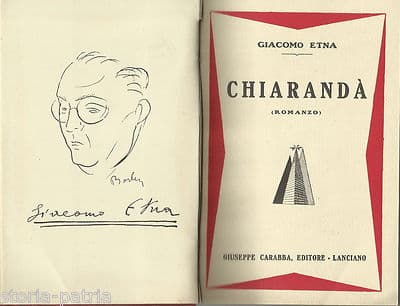 Giacomo Etna
storia-patria
GIACOMO ETNA
CHIARANDÀ
(ROMANZO)
GIUSEPPE CARABBA, EDITORE - LANCIANO